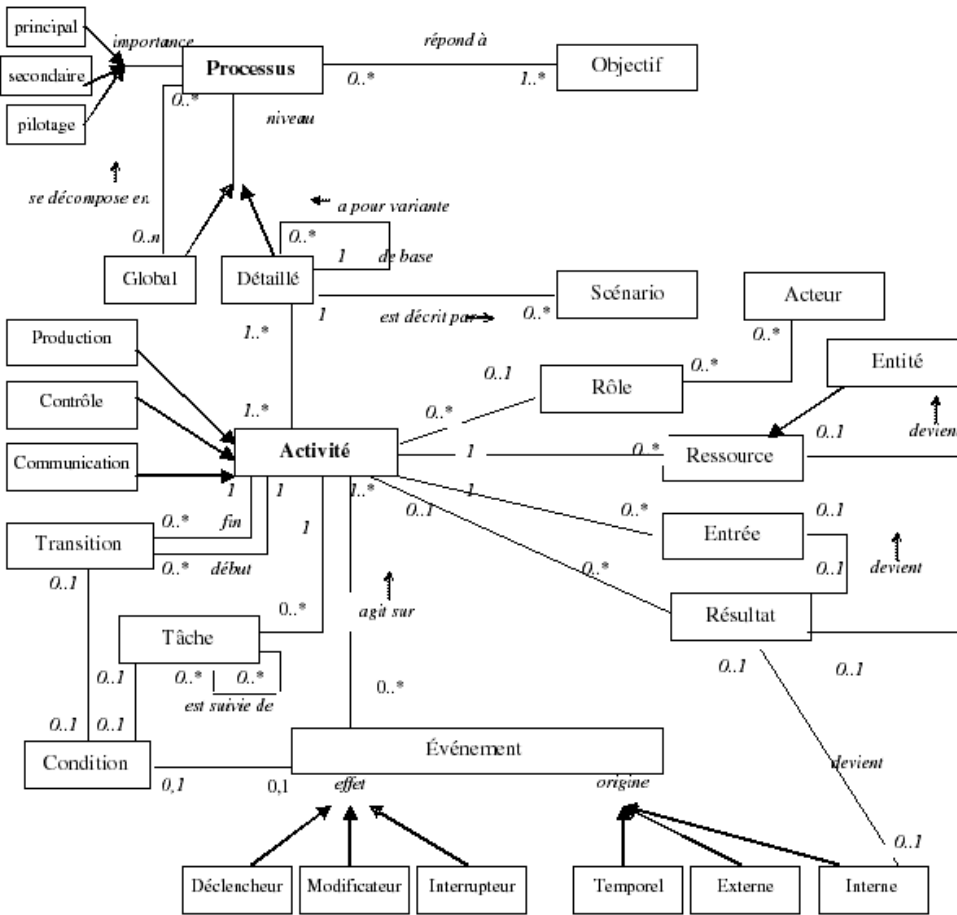 principal
importance
répond à
Processus
Objectif
secondaire
0..*
1..*
0..*
pilotage
niveau
se décompose en
a pour variante
0..n
0..*
1
de base
Global
Détaillé
Scénario
Acteur
1
est décrit par
0..*
Production
1..*
0..*
Entité
0..1
0..*
Rôle
Contrôle
1..*
0..*
0..1
devient
Activité
1
0..*
Ressource
Communication
1
1
1..*
0..1
1
0..*
0..1
0..*
fin
1
Entrée
Transition
0..*
début
0..*
0..1
devient
0..1
agit sur
Résultat
0..*
Tâche
0..1
0..*
0..*
0..1
0..1
est suivie de
0..*
0..1
0..1
Événement
Condition
0,1
0,1
effet
origine
devient
0..1
Déclencheur
Modificateur
Interrupteur
Temporel
Externe
Interne